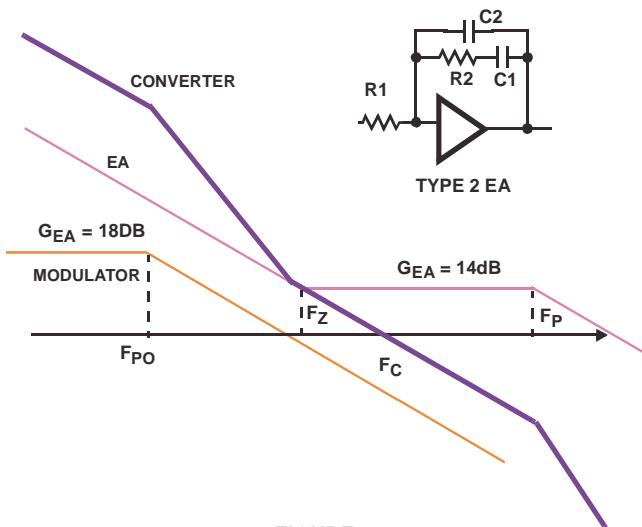 C2
CONVERTER
R2 C1
R1
EA
TYPE 2 EA
GEA = 18DB
GEA = 14dB
MODULATOR
FZ
FP
FPO
FC